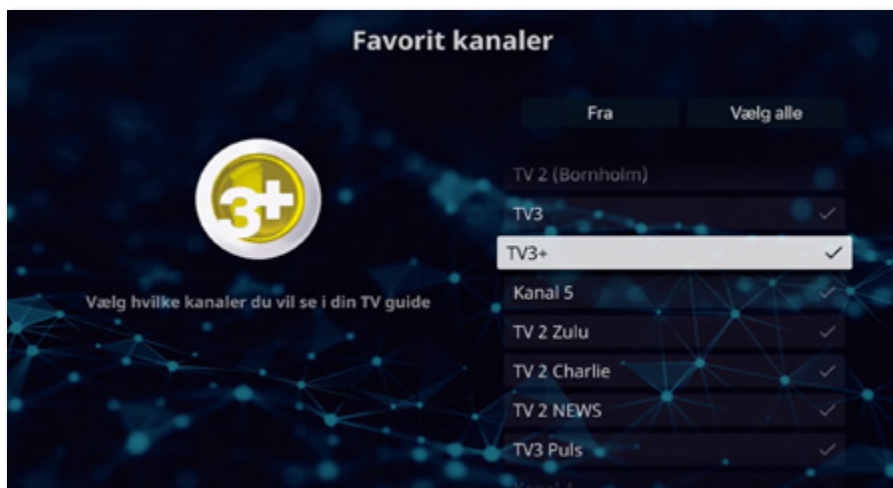 Favorit kanaler
Fra
Vælg alle
3+
Vælg hvilke kanaler du vil se i din TV guide
TV 2 (Bornholm)
TV3
TV3+
Kanal 5
TV 2 Zulu
TV 2 Charlie
TV 2 NEWS
TV3 Puls